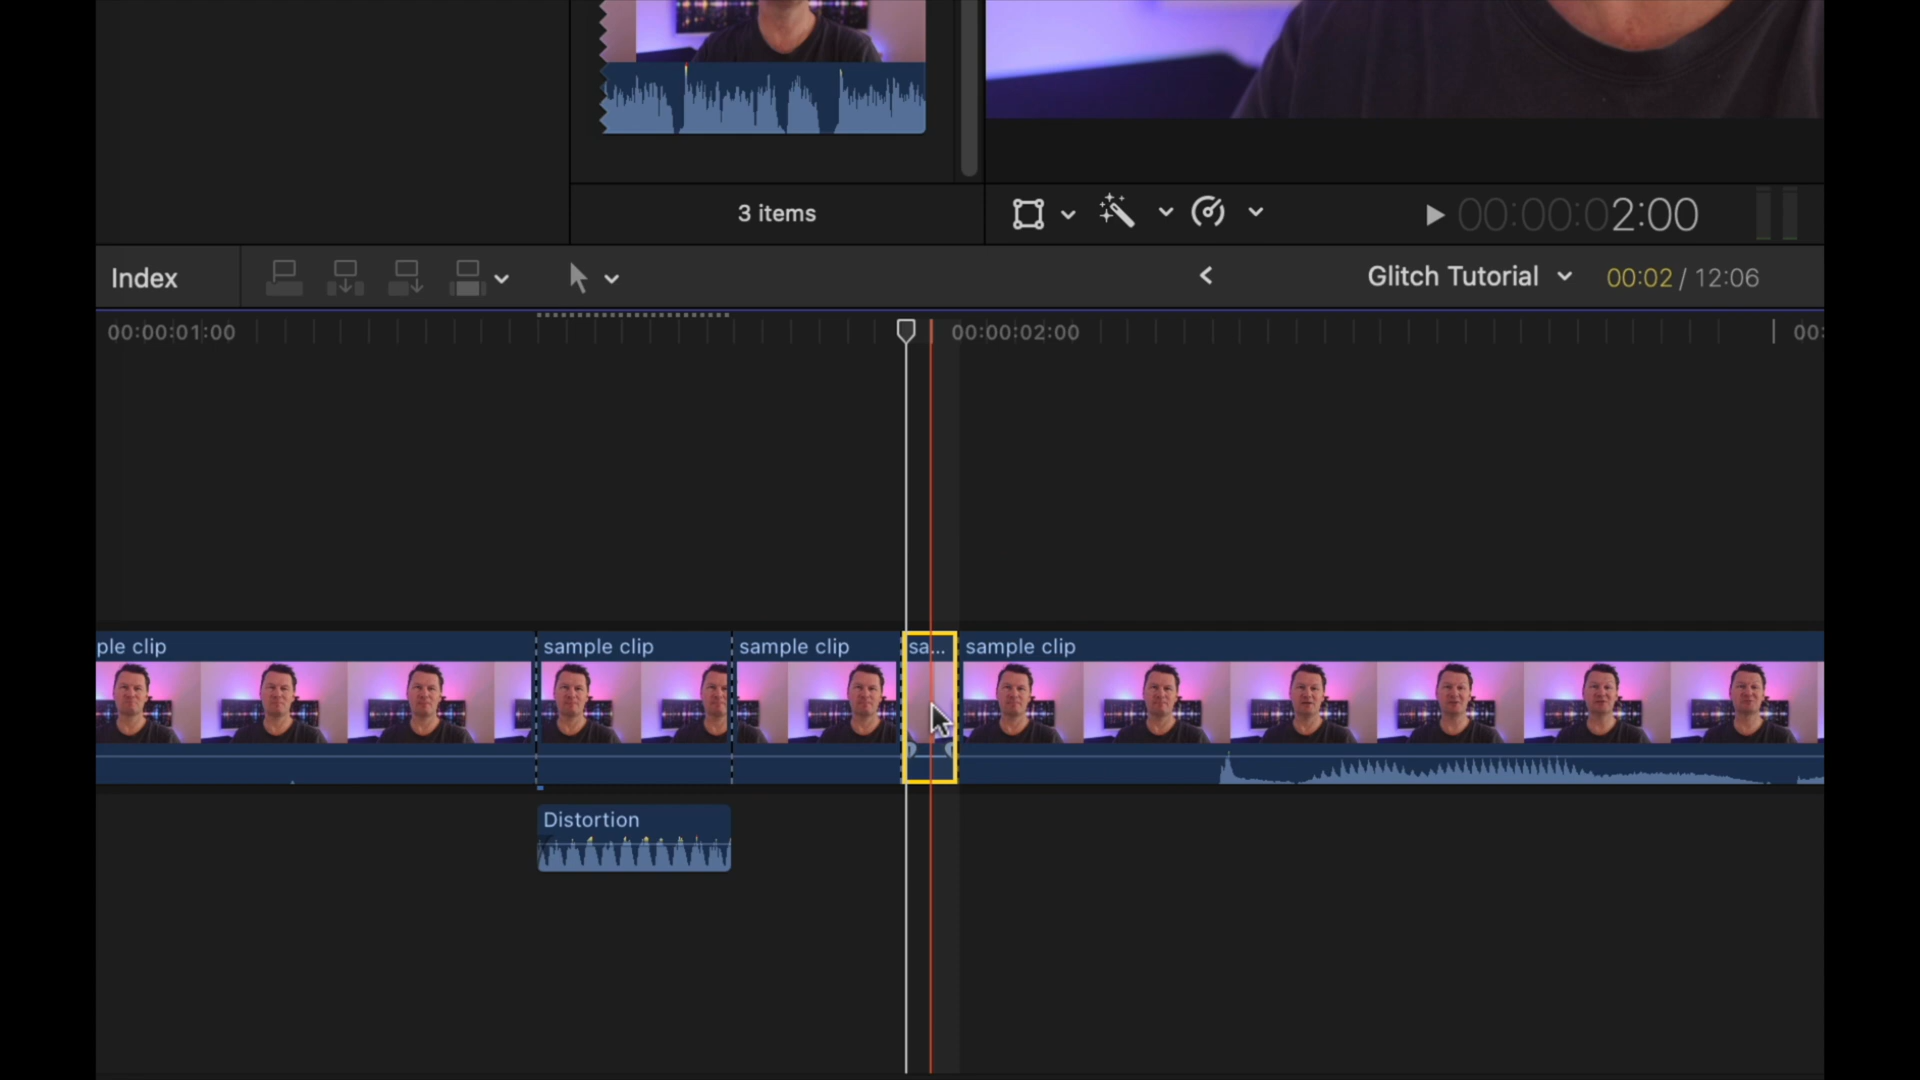 3 items
00:00:02:00
Index
Glitch Tutorial
00:02 / 12:06
00:00:01:00
00:00:02:00
00:
ple clip
sample clip
sample clip
sa...
sample clip
Distortion